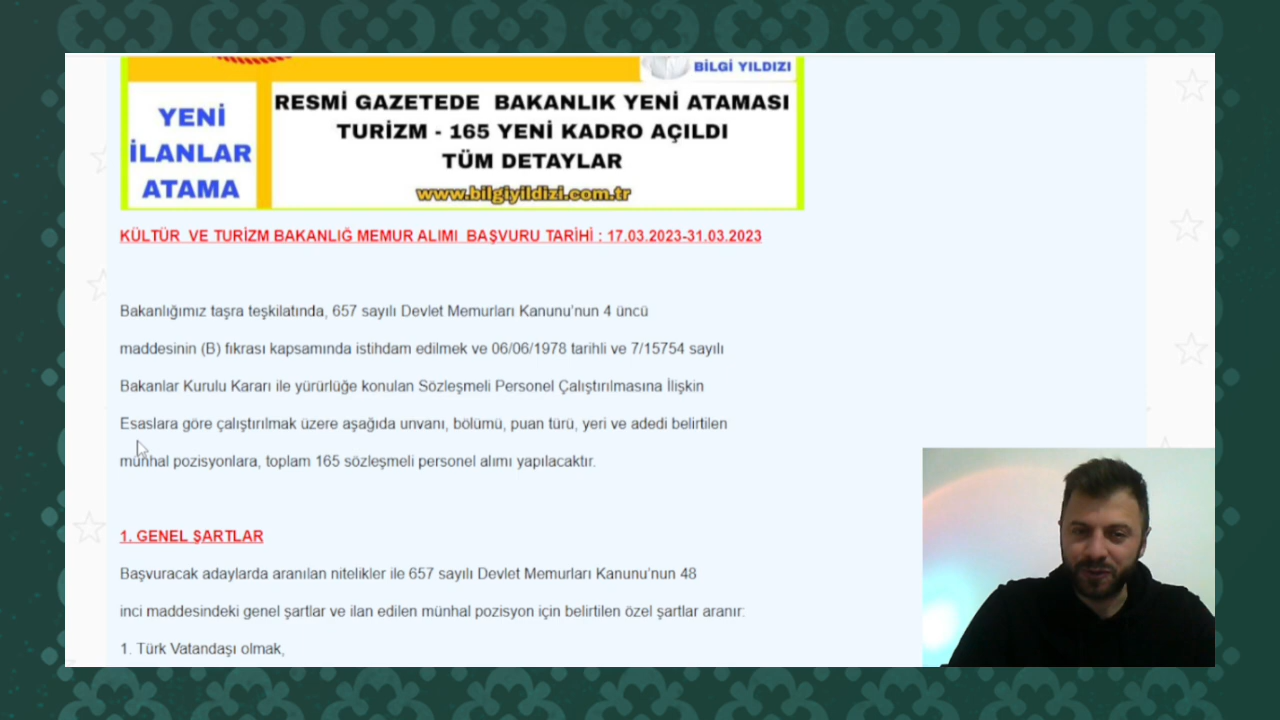 BİLGİ YILDIZI
YENİ
İLANLAR
ATAMA
RESMİ GAZETEDE BAKANLIK YENİ ATAMASI
TURİZM - 165 YENİ KADRO AÇILDI
TÜM DETAYLAR
www.bilgiyildizi.com.tr
KÜLTÜR VE TURİZM BAKANLIĞ MEMUR ALIMI BAŞVURU TARİHİ : 17.03.2023-31.03.2023
Bakanlığımız taşra teşkilatında, 657 sayılı Devlet Memurları Kanunu’nun 4 üncü
maddesinin (B) fıkrası kapsamında istihdam edilmek ve 06/06/1978 tarihli ve 7/15754 sayılı
Bakanlar Kurulu Kararı ile yürürlüğe konulan Sözleşmeli Personel Çalıştırılmasına İlişkin
Esaslara göre çalıştırılmak üzere aşağıda unvanı, bölümü, puan türü, yeri ve adedi belirtilen
münhal pozisyonlara, toplam 165 sözleşmeli personel alımı yapılacaktır.
1. GENEL ŞARTLAR
Başvuracak adaylarda aranılan nitelikler ile 657 sayılı Devlet Memurları Kanunu’nun 48
inci maddesindeki genel şartlar ve ilan edilen münhal pozisyon için belirtilen özel şartlar aranır:
1. Türk Vatandaşı olmak,